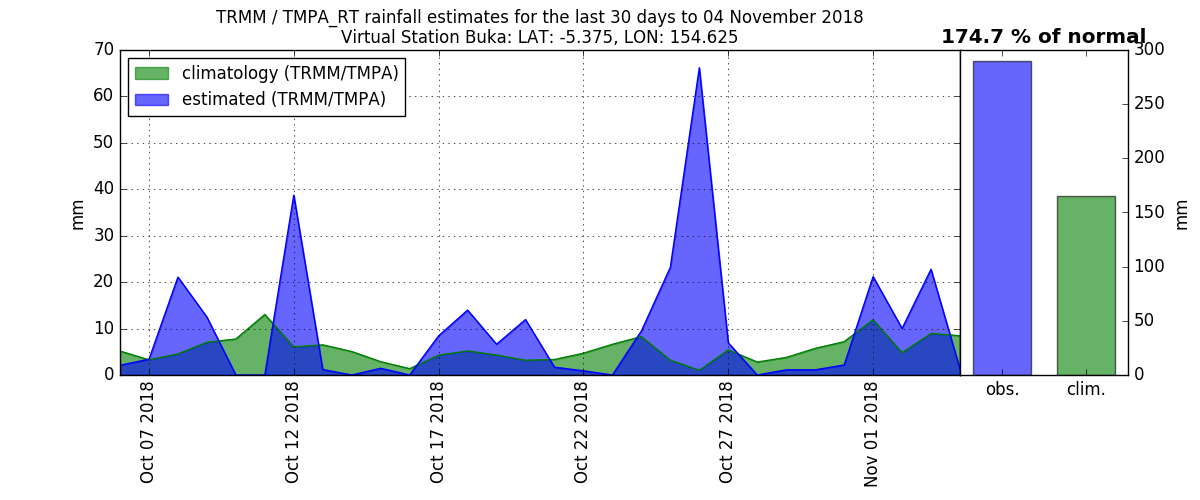 TRMM / TMPA_RT rainfall estimates for the last 30 days to 04 November 2018
Virtual Station Buka: LAT: -5.375, LON: 154.625
174.7 % of normal
climatology (TRMM/TMPA)
estimated (TRMM/TMPA)
mm
70
60
50
40
30
20
10
0
Oct 07 2018
Oct 12 2018
Oct 17 2018
Oct 22 2018
Oct 27 2018
Nov 01 2018
obs.
clim.
300
250
200
150
100
50
0
mm